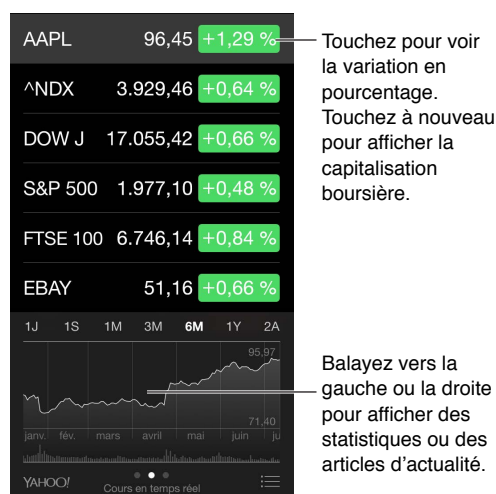 AAPL 96,45 +1,29 %
^NDX 3.929,46 +0,64 %
DOW J 17.055,42 +0,66 %
S&P 500 1.977,10 +0,48 %
FTSE 100 6.746,14 +0,84 %
EBAY 51,16 +0,66 %
1J 1S 1M 3M 6M 1Y 2A
95,97
71,40
janv. fév. mars avril mai juin ju
YAHOO!
Cours en temps réel
Touchez pour voir
la variation en
pourcentage.
Touchez à nouveau
pour afficher la
capitalisation
boursière.
Balayez vers la
gauche ou la droite
pour afficher des
statistiques ou des
articles d’actualité.